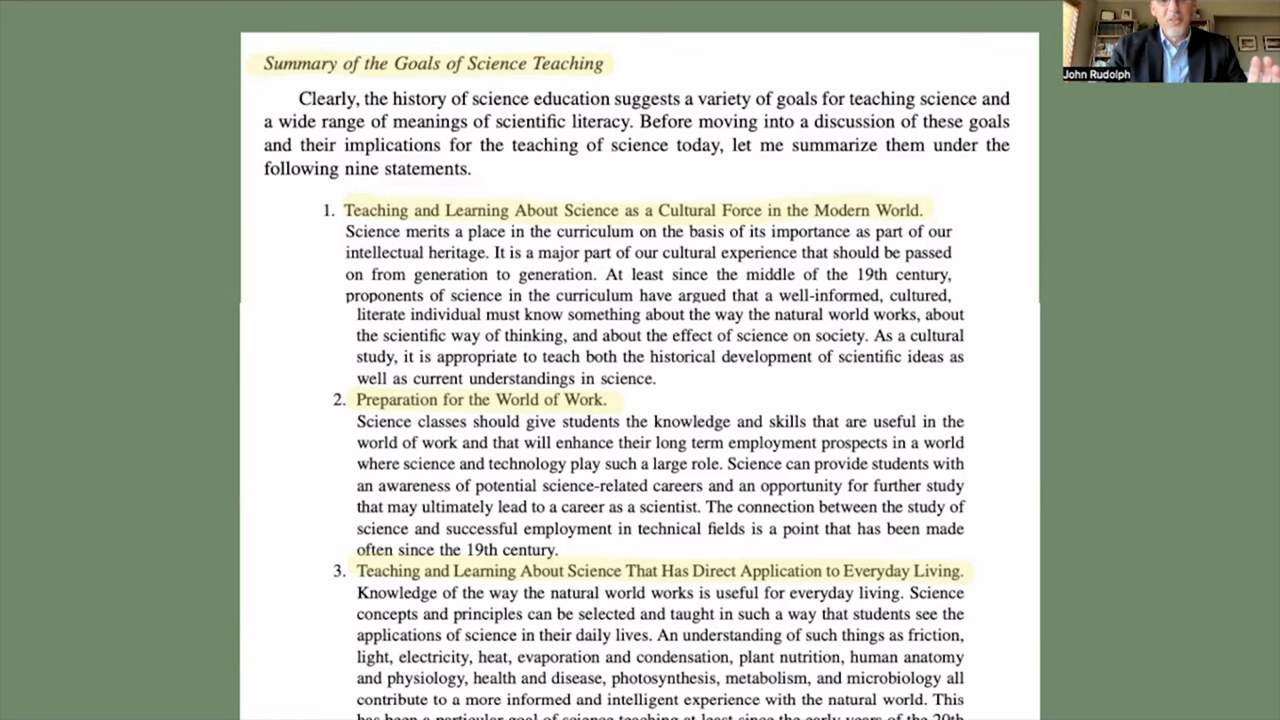 Summary of the Goals of Science Teaching
John Rudolph
Clearly, the history of science education suggests a variety of goals for teaching science and
a wide range of meanings of scientific literacy. Before moving into a discussion of these goals
and their implications for the teaching of science today, let me summarize them under the
following nine statements.
1. Teaching and Learning About Science as a Cultural Force in the Modern World.
Science merits a place in the curriculum on the basis of its importance as part of our
intellectual heritage. It is a major part of our cultural experience that should be passed
on from generation to generation. At least since the middle of the 19th century,
proponents of science in the curriculum have argued that a well-informed, cultured,
literate individual must know something about the way the natural world works, about
the scientific way of thinking, and about the effect of science on society. As a cultural
study, it is appropriate to teach both the historical development of scientific ideas as
well as current understandings in science.
2. Preparation for the World of Work.
Science classes should give students the knowledge and skills that are useful in the
world of work and that will enhance their long term employment prospects in a world
where science and technology play such a large role. Science can provide students with
an awareness of potential science-related careers and an opportunity for further study
that may ultimately lead to a career as a scientist. The connection between the study of
science and successful employment in technical fields is a point that has been made
often since the 19th century.
3. Teaching and Learning About Science That Has Direct Application to Everyday Living.
Knowledge of the way the natural world works is useful for everyday living. Science
concepts and principles can be selected and taught in such a way that students see the
applications of science in their daily lives. An understanding of such things as friction,
light, electricity, heat, evaporation and condensation, plant nutrition, human anatomy
and physiology, health and disease, photosynthesis, metabolism, and microbiology all
contribute to a more informed and intelligent experience with the natural world. This
has been a particular goal of science teaching at least since the early years of the 20th